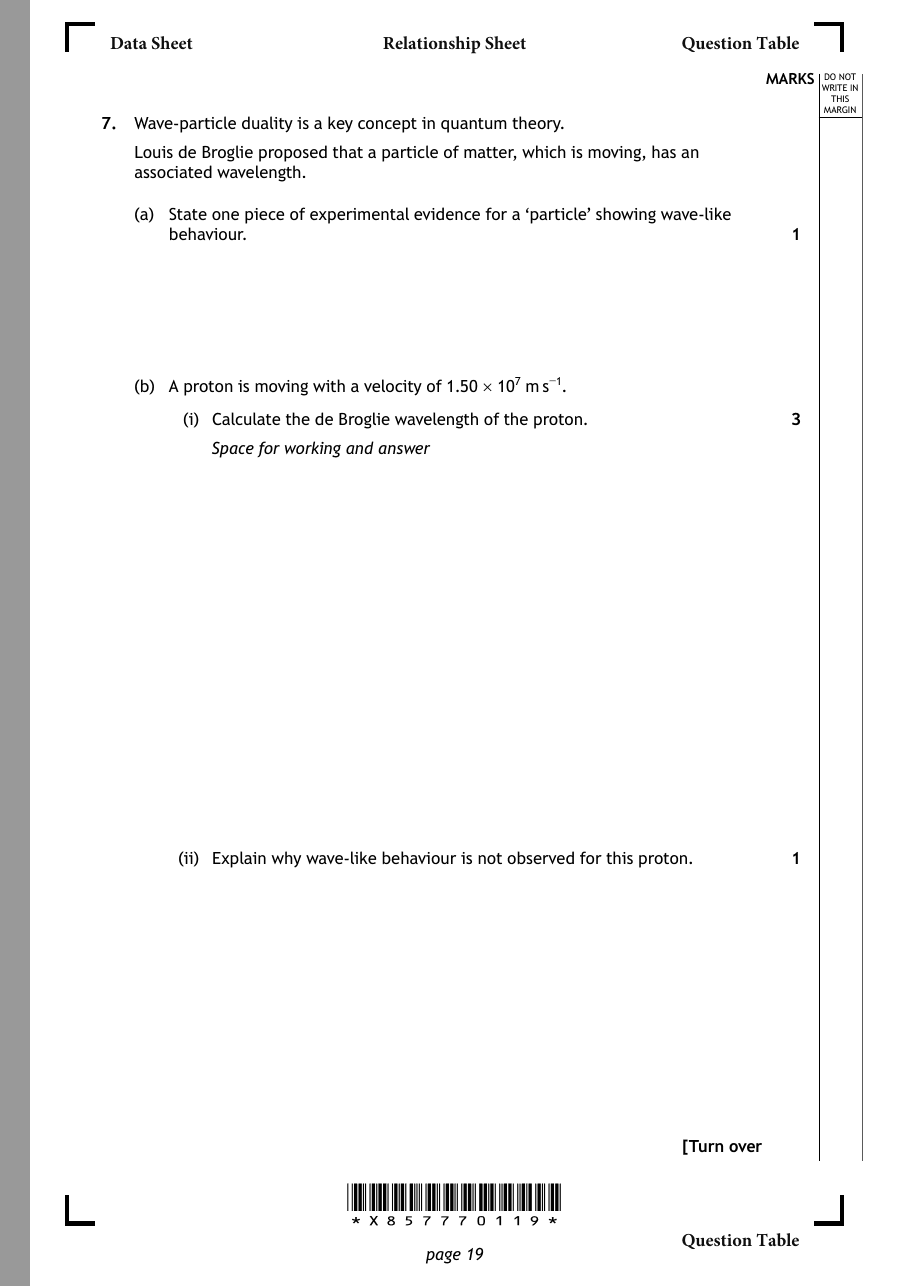 Data Sheet Relationship Sheet Question Table
MARKS
DO NOT
WRITE IN
THIS
MARGIN
7. Wave-particle duality is a key concept in quantum theory.
Louis de Broglie proposed that a particle of matter, which is moving, has an
associated wavelength.
(a) State one piece of experimental evidence for a ‘particle’ showing wave-like
behaviour. 1
(b) A proton is moving with a velocity of 1.50 × 10⁷ m s⁻¹.
(i) Calculate the de Broglie wavelength of the proton. 3
Space for working and answer
(ii) Explain why wave-like behaviour is not observed for this proton. 1
[Turn over
* X 8 5 7 7 7 0 1 1 9 *
Question Table
page 19